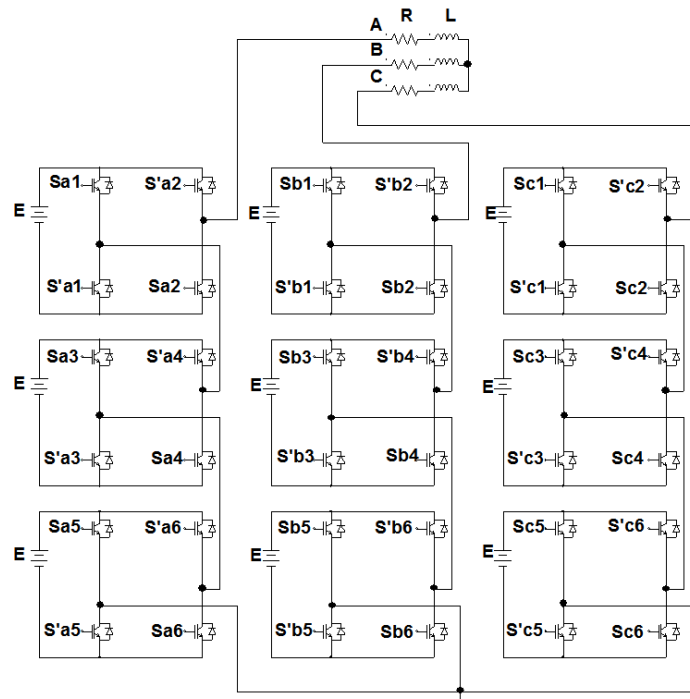 A R L
B
C
Sa1 S'a2 Sb1 S'b2 Sc1 S'c2
E E E
S'a1 Sa2 S'b1 Sb2 S'c1 Sc2
Sa3 S'a4 Sb3 S'b4 Sc3 S'c4
E E E
S'a3 Sa4 S'b3 Sb4 S'c3 Sc4
Sa5 S'a6 Sb5 S'b6 Sc5 S'c6
E E E
S'a5 Sa6 S'b5 Sb6 S'c5 Sc6